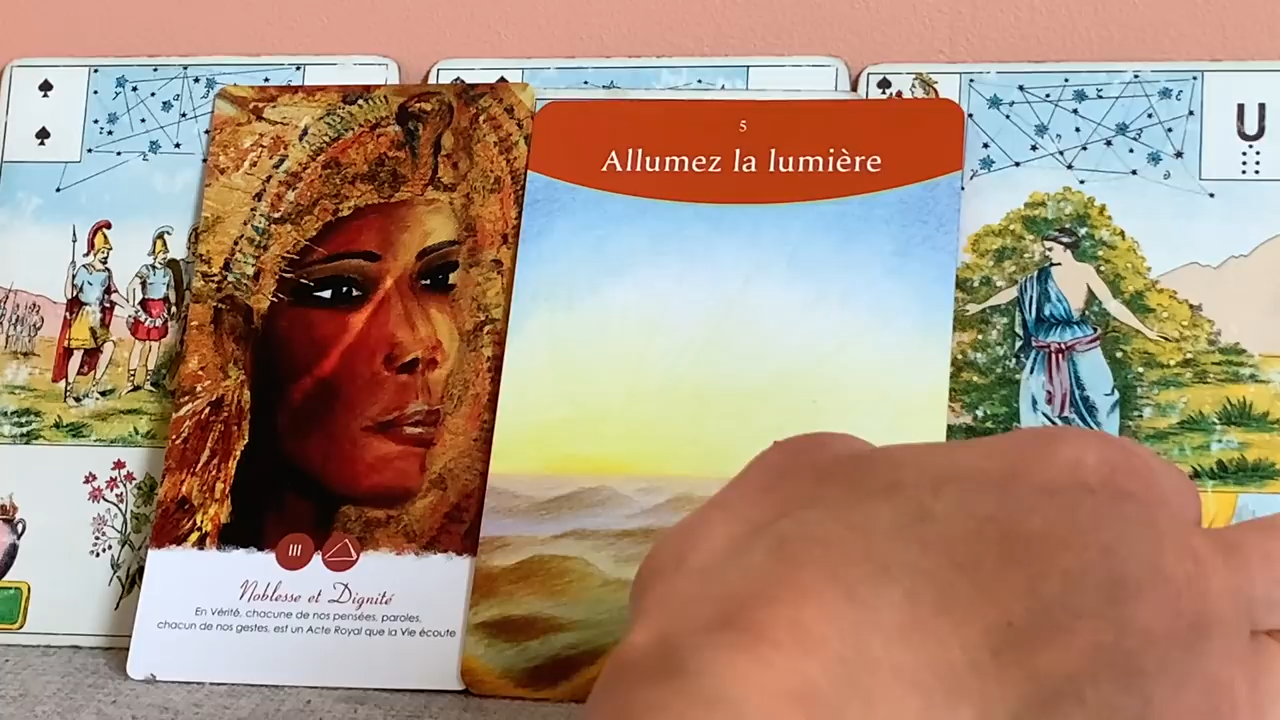 U
5
Allumez la lumière
III
Noblesse et Dignité
En Vérité, chacune de nos pensées, paroles,
chacun de nos gestes, est un Acte Royal que la Vie écoute